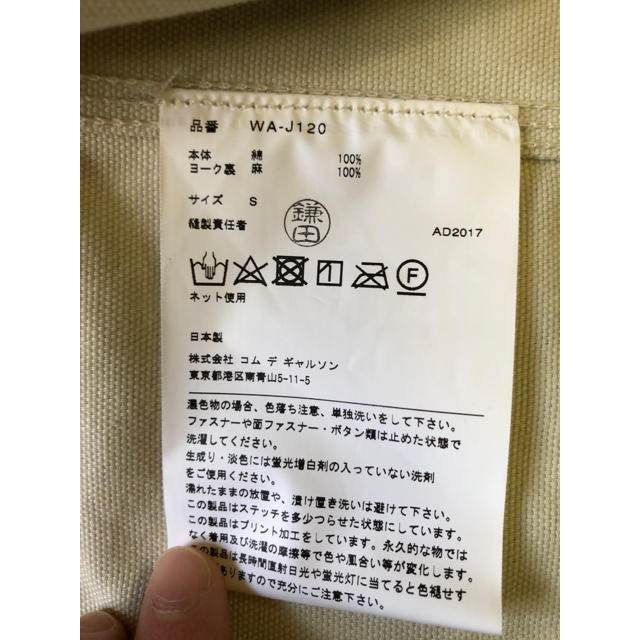 品番 WA-J120
本体 綿 100%
ヨーク裏 麻 100%
サイズ S
鎌田
縫製責任者
AD2017
F
ネット使用
日本製
株式会社 コム デ ギャルソン
東京都港区南青山5-11-5
濃色物の場合、色落ち注意、単独洗いをして下さい。
ファスナーや面ファスナー・ボタン類は止めた状態で
洗濯してください。
生成り・淡色には蛍光増白剤の入っていない洗剤
をご使用ください。
濡れたままの放置や、漬け置き洗いは避けて下さい。
この製品はステッチを多少つらせた状態にしています。
この製品はプリント加工をしています。永久的な物では
なく着用及び洗濯の摩擦等で色や風合い等が変化します。
この製品は長時間直射日光や蛍光灯に当てると色褪せす
ありますので充分にご注意下さい。